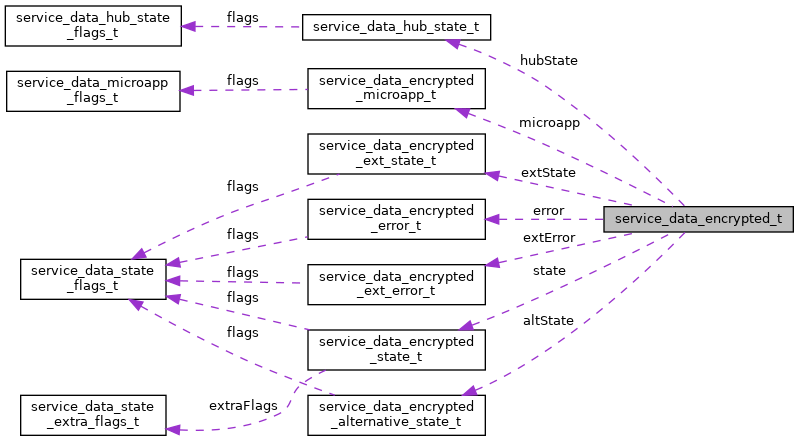 service_data_hub_state
_flags_t
flags
service_data_hub_state_t
hubState
service_data_microapp
_flags_t
flags
service_data_encrypted
_microapp_t
microapp
service_data_encrypted
_ext_state_t
extState
flags
service_data_encrypted
_error_t
error
service_data_encrypted_t
flags
extError
service_data_state
_flags_t
flags
service_data_encrypted
_ext_error_t
state
flags
altState
flags
service_data_encrypted
_state_t
service_data_state
_extra_flags_t
extraFlags
service_data_encrypted
_alternative_state_t